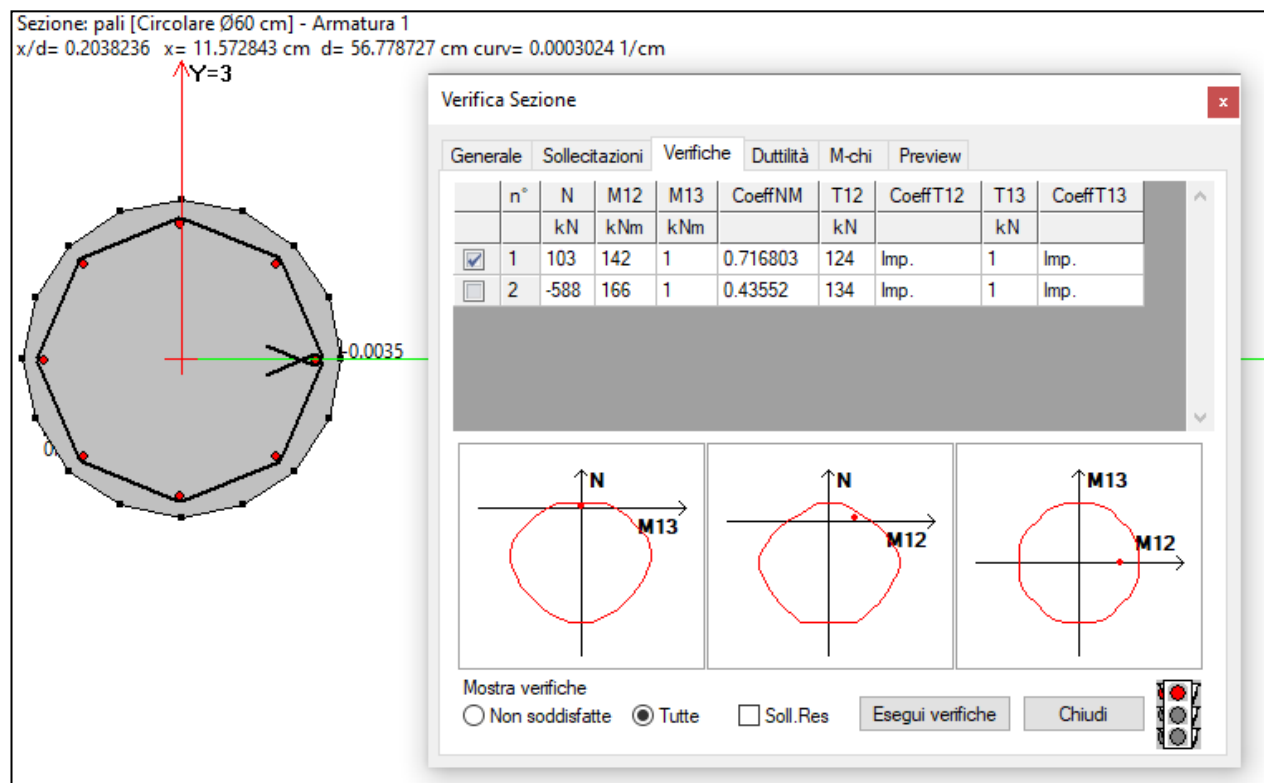 Sezione: pali [Circolare Ø60 cm] - Armatura 1
x/d= 0.2038236 x= 11.572843 cm d= 56.778727 cm curv= 0.0003024 1/cm
Y=3
-0.0035
Verifica Sezione
x
Generale Sollecitazioni Verifiche Duttilità M-chi Preview
n° N M12 M13 CoeffNM T12 CoeffT12 T13 CoeffT13
kN kNm kNm kN kN
1 103 142 1 0.716803 124 Imp. 1 Imp.
2 -588 166 1 0.43552 134 Imp. 1 Imp.
N
M13
N
M12
M13
M12
Mostra verifiche
Non soddisfatte Tutte Soll.Res Esegui verifiche Chiudi